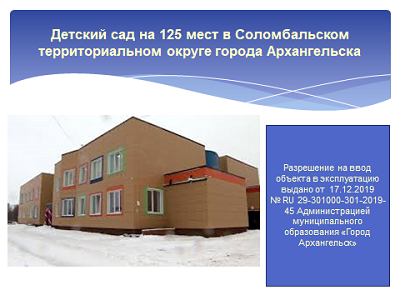 Детский сад на 125 мест в Соломбальском
территориальном округе города Архангельска
Разрешение на ввод
объекта в эксплуатацию
выдано от 17.12.2019
№ RU 29-301000-301-2019-
45 Администрацией
муниципального
образования «Город
Архангельск»